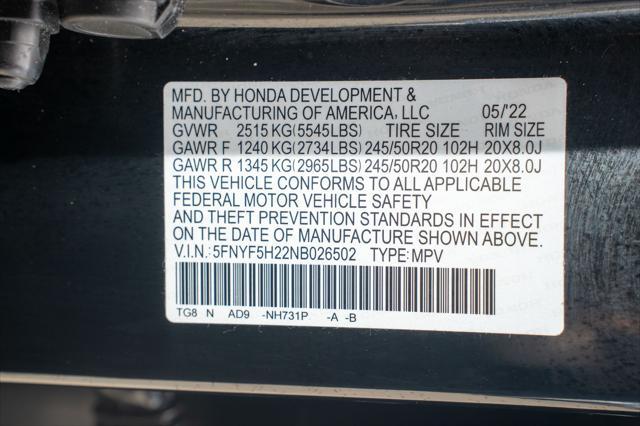 MFD. BY HONDA DEVELOPMENT &
MANUFACTURING OF AMERICA, LLC 05/'22
GVWR 2515 KG(5545LBS) TIRE SIZE RIM SIZE
GAWR F 1240 KG(2734LBS) 245/50R20 102H 20X8.0J
GAWR R 1345 KG(2965LBS) 245/50R20 102H 20X8.0J
THIS VEHICLE CONFORMS TO ALL APPLICABLE
FEDERAL MOTOR VEHICLE SAFETY
AND THEFT PREVENTION STANDARDS IN EFFECT
ON THE DATE OF MANUFACTURE SHOWN ABOVE.
V.I.N.: 5FNYF5H22NB026502 TYPE: MPV
TG8 N AD9 -NH731P -A -B